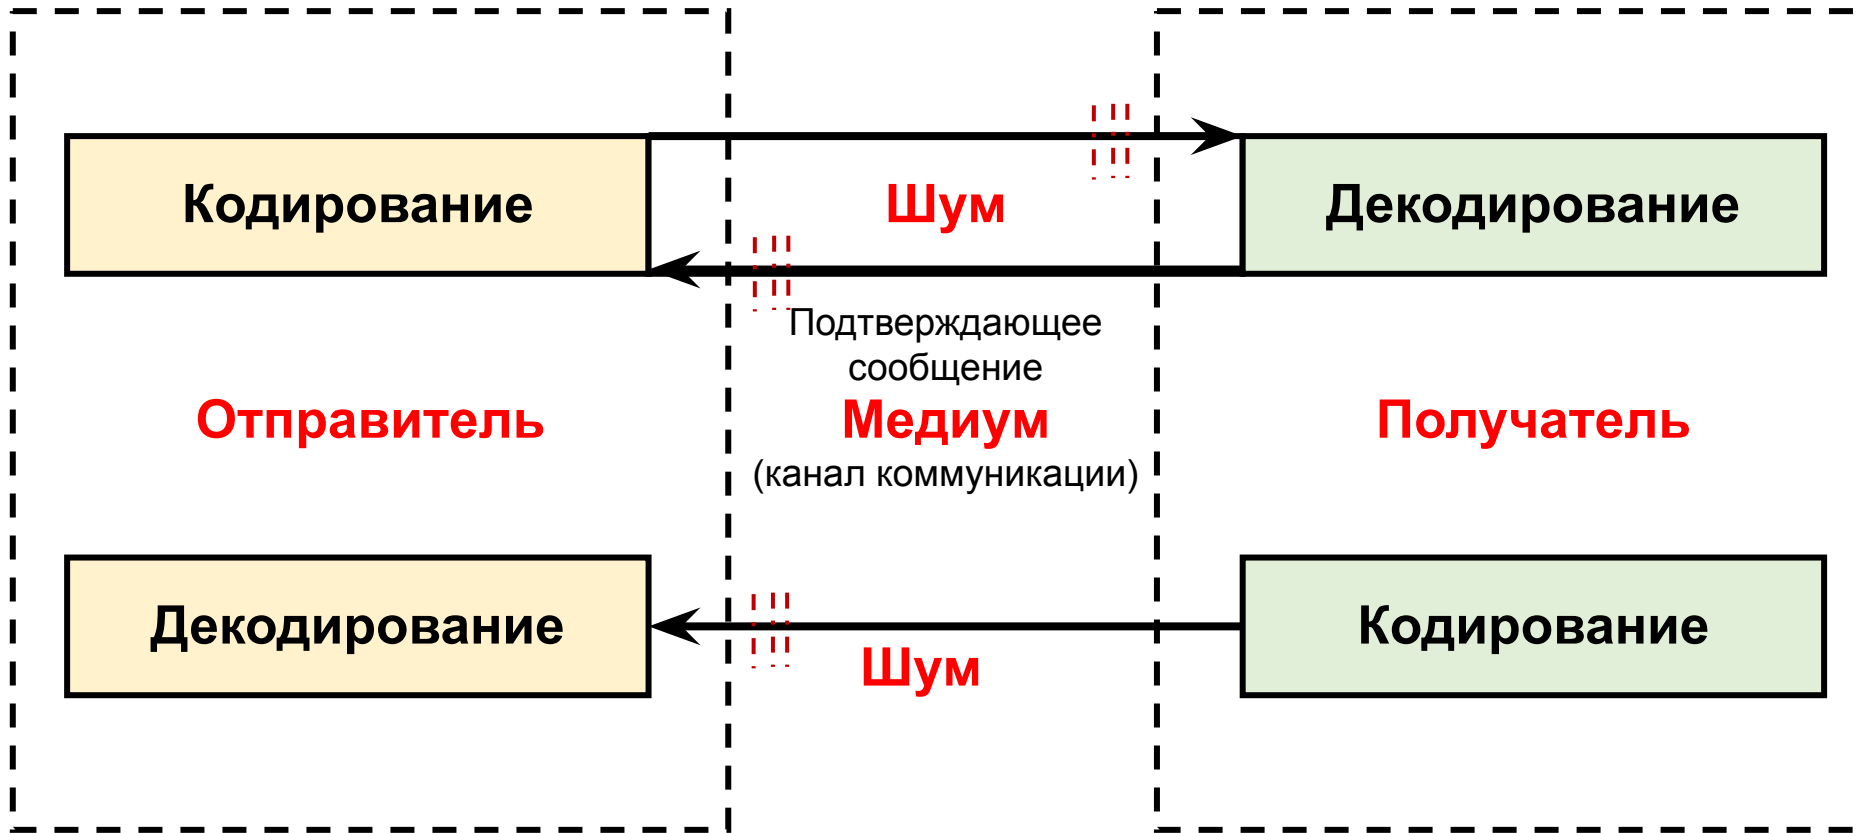 Кодирование
Шум
Декодирование
Подтверждающее
сообщение
Отправитель
Медиум
Получатель
(канал коммуникации)
Декодирование
Шум
Кодирование